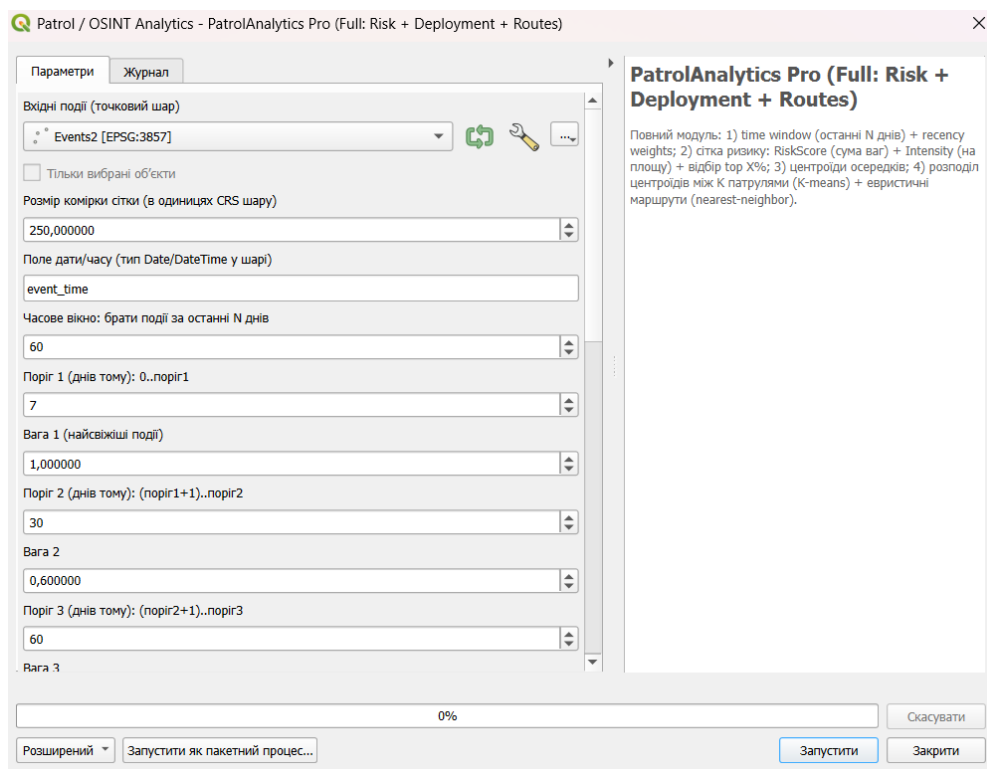 Patrol / OSINT Analytics - PatrolAnalytics Pro (Full: Risk + Deployment + Routes)
Параметри
Журнал
Вхідні події (точковий шар)
Events2 [EPSG:3857]
Тільки вибрані об'єкти
Розмір комірки сітки (в одиницях CRS шару)
250,000000
Поле дати/часу (тип Date/DateTime у шарі)
event_time
Часове вікно: брати події за останні N днів
60
Поріг 1 (днів тому): 0..поріг1
7
Вага 1 (найсвіжіші події)
1,000000
Поріг 2 (днів тому): (поріг1+1)..поріг2
30
Вага 2
0,600000
Поріг 3 (днів тому): (поріг2+1)..поріг3
60
Вага 3
PatrolAnalytics Pro (Full: Risk +
Deployment + Routes)
Повний модуль: 1) time window (останні N днів) + recency
weights; 2) сітка ризику: RiskScore (сума ваг) + Intensity (на
площу) + відбір top X%; 3) центроїди осередків; 4) розподіл
центроїдів між K патрулями (K-means) + евристичні
маршрути (nearest-neighbor).
0%
Скасувати
Розширений
Запустити як пакетний процес...
Запустити
Закрити